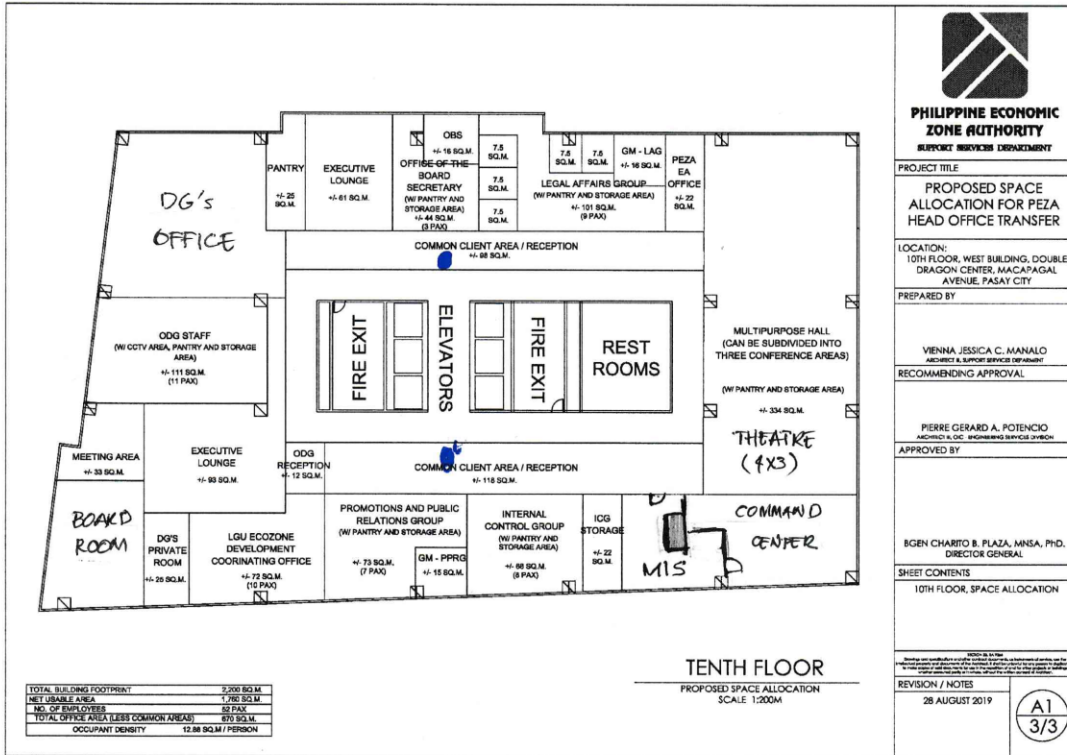 DG's
OFFICE
PANTRY
+/- 25
SQ.M.
EXECUTIVE
LOUNGE
+/- 61 SQ.M.
OBS
+/- 16 SQ.M.
OFFICE OF THE
BOARD
SECRETARY
(W/ PANTRY AND
STORAGE AREA)
+/- 44 SQ.M.
(3 PAX)
7.5
SQ.M.
7.5
SQ.M.
7.5
SQ.M.
7.5
SQ.M.
7.5
SQ.M.
GM - LAG
+/- 16 SQ.M.
LEGAL AFFAIRS GROUP
(W/ PANTRY AND STORAGE AREA)
+/- 101 SQ.M.
(9 PAX)
PEZA
EA
OFFICE
+/- 22
SQ.M.
COMMON CLIENT AREA / RECEPTION
+/- 98 SQ.M.
ODG STAFF
(W/ CCTV AREA, PANTRY AND STORAGE
AREA)
+/- 111 SQ.M.
(11 PAX)
FIRE EXIT
ELEVATORS
FIRE EXIT
REST
ROOMS
MULTIPURPOSE HALL
(CAN BE SUBDIVIDED INTO
THREE CONFERENCE AREAS)
(W/ PANTRY AND STORAGE AREA)
+/- 334 SQ.M.
THEATRE
(4X3)
MEETING AREA
+/- 33 SQ.M.
EXECUTIVE
LOUNGE
+/- 93 SQ.M.
ODG
RECEPTION
+/- 12 SQ.M.
COMMON CLIENT AREA / RECEPTION
+/- 118 SQ.M.
BOARD
ROOM
DG'S
PRIVATE
ROOM
+/- 25 SQ.M.
LGU ECOZONE
DEVELOPMENT
COORINATING OFFICE
+/- 72 SQ.M.
(10 PAX)
PROMOTIONS AND PUBLIC
RELATIONS GROUP
(W/ PANTRY AND STORAGE AREA)
+/- 73 SQ.M.
(7 PAX)
GM - PPRG
+/- 15 SQ.M.
INTERNAL
CONTROL GROUP
(W/ PANTRY AND
STORAGE AREA)
+/- 68 SQ.M.
(6 PAX)
ICG
STORAGE
+/- 22
SQ.M.
MIS
COMMAND
CENTER
TENTH FLOOR
PROPOSED SPACE ALLOCATION
SCALE 1:200M
TOTAL BUILDING FOOTPRINT 2,200 SQ.M.
NET USABLE AREA 1,760 SQ.M.
NO. OF EMPLOYEES 52 PAX
TOTAL OFFICE AREA (LESS COMMON AREAS) 670 SQ.M.
OCCUPANT DENSITY 12.88 SQ.M / PERSON
PHILIPPINE ECONOMIC
ZONE AUTHORITY
SUPPORT SERVICES DEPARTMENT
PROJECT TITLE
PROPOSED SPACE
ALLOCATION FOR PEZA
HEAD OFFICE TRANSFER
LOCATION:
10TH FLOOR, WEST BUILDING, DOUBLE
DRAGON CENTER, MACAPAGAL
AVENUE, PASAY CITY
PREPARED BY
VIENNA JESSICA C. MANALO
ARCHITECT II, SUPPORT SERVICES DEPARTMENT
RECOMMENDING APPROVAL
PIERRE GERARD A. POTENCIO
APPROVED BY
BGEN CHARITO B. PLAZA, MNSA, PhD.
DIRECTOR GENERAL
SHEET CONTENTS
10TH FLOOR, SPACE ALLOCATION
REVISION / NOTES
28 AUGUST 2019
A1
3/3